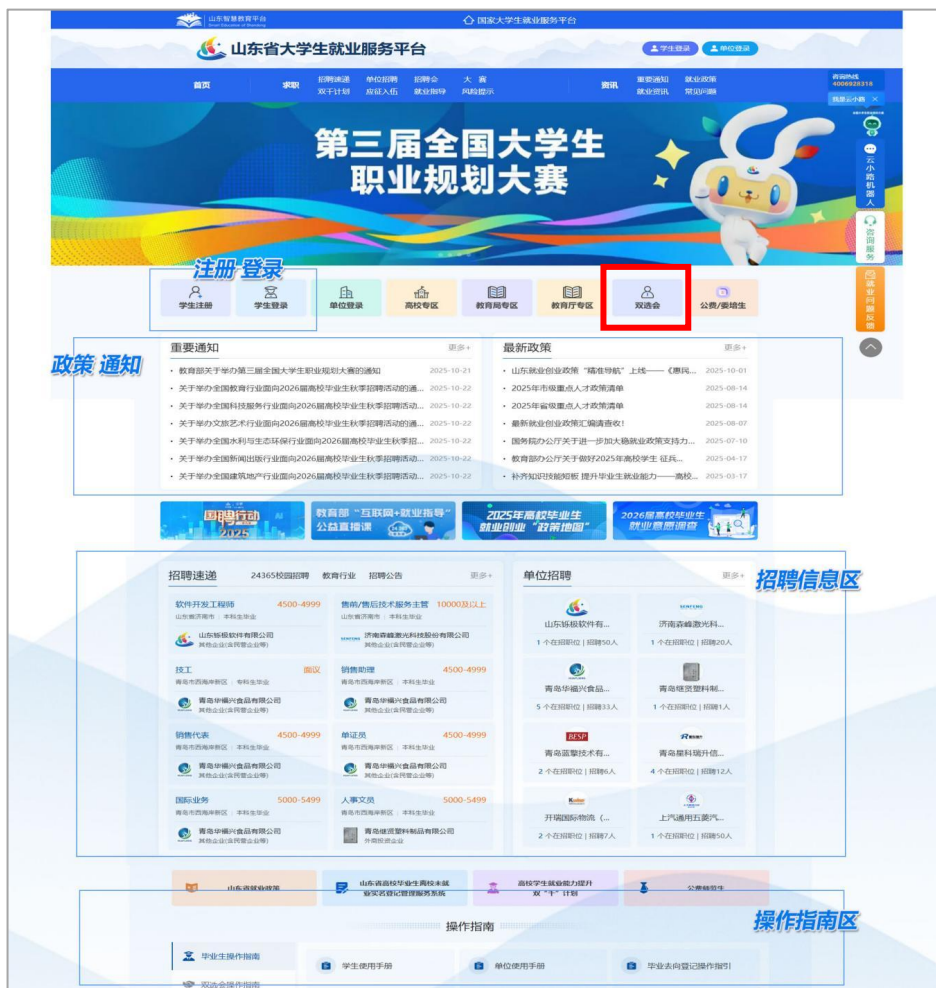 山东智慧教育平台
国家大学生就业服务平台
山东省大学生就业服务平台
学生登录
单位登录
首页
求职
招聘速递 单位招聘 招聘会 大 赛
双千计划 应征入伍 就业指导 风险提示
资讯
重要通知 就业政策
就业资讯 常见问题
咨询热线
4006928316
我是云小路 ×
云小路机器人
咨询服务
就业问题反馈
第三届全国大学生
职业规划大赛
注册 登录
学生注册
学生登录
单位登录
高校专区
教育局专区
教育厅专区
双选会
公费/委培生
政策 通知
重要通知 更多+
· 教育部关于举办第三届全国大学生职业规划大赛的通知 2025-10-21
· 关于举办全国教育行业面向2026届高校毕业生秋季招聘活动的通... 2025-10-22
· 关于举办全国科技服务行业面向2026届高校毕业生秋季招聘活动... 2025-10-22
· 关于举办文旅艺术行业面向2026届高校毕业生秋季招聘活动的通... 2025-10-22
· 关于举办全国水利与生态环保行业面向2026届高校毕业生秋季招... 2025-10-22
· 关于举办全国新闻出版行业面向2026届高校毕业生秋季招聘活动... 2025-10-22
· 关于举办全国建筑地产行业面向2026届高校毕业生秋季招聘活动... 2025-10-22
最新政策 更多+
· 山东就业创业政策“精准导航”上线——《惠民... 2025-10-01
· 2025年市级重点人才政策清单 2025-08-14
· 2025年省级重点人才政策清单 2025-08-14
· 最新就业创业政策汇编请查收! 2025-08-07
· 国务院办公厅关于进一步加大稳就业政策支持力... 2025-07-10
· 教育部办公厅关于做好2025年高校学生 征兵... 2025-04-17
· 补齐知识技能短板 提升毕业生就业能力——高校... 2025-03-17
国聘行动
2025
教育部“互联网+就业指导”
公益直播课
2025年高校毕业生
就业创业“政策地图”
2026届高校毕业生
就业意愿调查
招聘信息区
招聘速递 24365校园招聘 教育行业 招聘公告 更多+
软件开发工程师 4500-4999
山东省济南市 | 本科生毕业
山东铄极软件有限公司
其他企业(含民营企业等)
售前/售后技术服务主管 10000及以上
山东省济南市 | 本科生毕业
济南森峰激光科技股份有限公司
其他企业(含民营企业等)
技工 面议
青岛市西海岸新区 | 专科生毕业
青岛华福兴食品有限公司
其他企业(含民营企业等)
销售助理 4500-4999
青岛市西海岸新区 | 本科生毕业
青岛华福兴食品有限公司
其他企业(含民营企业等)
销售代表 4500-4999
青岛市西海岸新区 | 本科生毕业
青岛华福兴食品有限公司
其他企业(含民营企业等)
单证员 4500-4999
青岛市西海岸新区 | 本科生毕业
青岛华福兴食品有限公司
其他企业(含民营企业等)
国际业务 5000-5499
青岛市西海岸新区 | 本科生毕业
青岛华福兴食品有限公司
其他企业(含民营企业等)
人事文员 5000-5499
青岛市西海岸新区 | 本科生毕业
青岛继贤塑料制品有限公司
外商投资企业
单位招聘 更多+
山东铄极软件有...
1 个在招职位 | 招聘50人
济南森峰激光科...
1 个在招职位 | 招聘20人
青岛华福兴食品...
5 个在招职位 | 招聘33人
青岛继贤塑料制...
1 个在招职位 | 招聘1人
BESP
青岛蓝擎技术有...
2 个在招职位 | 招聘6人
青岛星科瑞升信...
4 个在招职位 | 招聘12人
开瑞国际物流（...
2 个在招职位 | 招聘7人
上汽通用五菱汽...
1 个在招职位 | 招聘50人
山东省就业政策
山东省高校毕业生离校未就
业实名登记管理服务系统
高校学生就业能力提升
双“千”计划
公费师范生
操作指南区
操作指南
毕业生操作指南
学生使用手册
单位使用手册
毕业去向登记操作指引
双选会操作指南